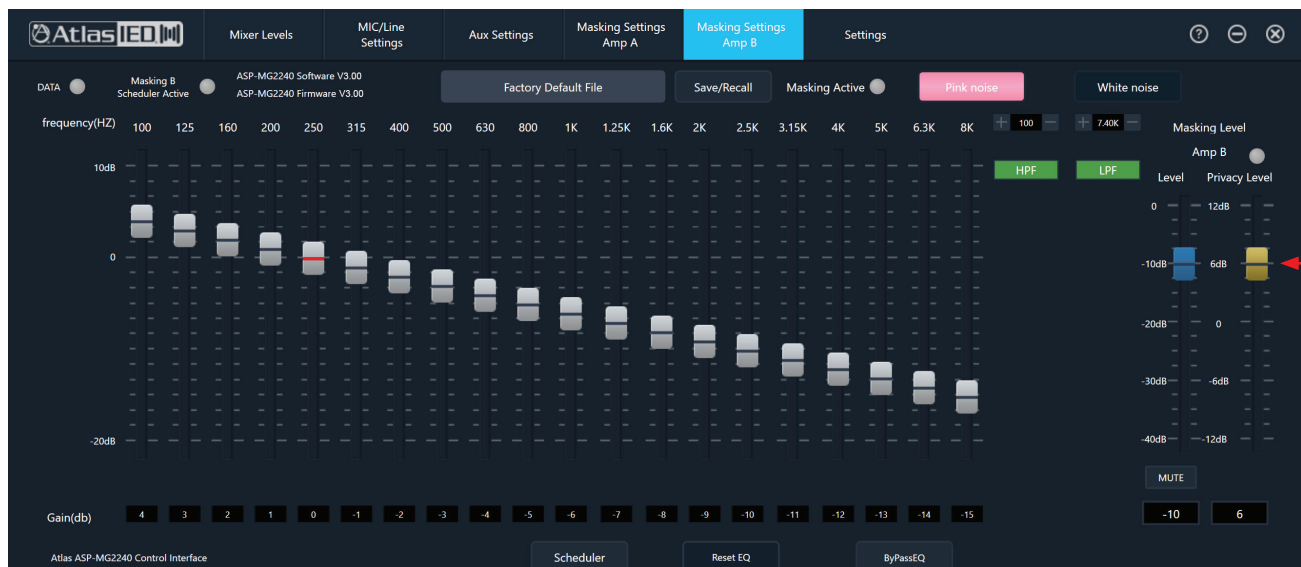 Atlas IED
Mixer Levels
MIC/Line
Settings
Aux Settings
Masking Settings
Amp A
Masking Settings
Amp B
Settings
?
DATA
Masking B
Scheduler Active
ASP-MG2240 Software V3.00
ASP-MG2240 Firmware V3.00
Factory Default File
Save/Recall
Masking Active
Pink noise
White noise
frequency(HZ) 100 125 160 200 250 315 400 500 630 800 1K 1.25K 1.6K 2K 2.5K 3.15K 4K 5K 6.3K 8K
+ 100 −
+ 7.40K −
HPF
LPF
Masking Level
Amp B
Level Privacy Level
10dB
0
-20dB
0 12dB
-10dB 6dB
-20dB 0
-30dB -6dB
-40dB -12dB
MUTE
Gain(db) 4 3 2 1 0 -1 -2 -3 -4 -5 -6 -7 -8 -9 -10 -11 -12 -13 -14 -15
-10 6
Atlas ASP-MG2240 Control Interface
Scheduler
Reset EQ
ByPassEQ